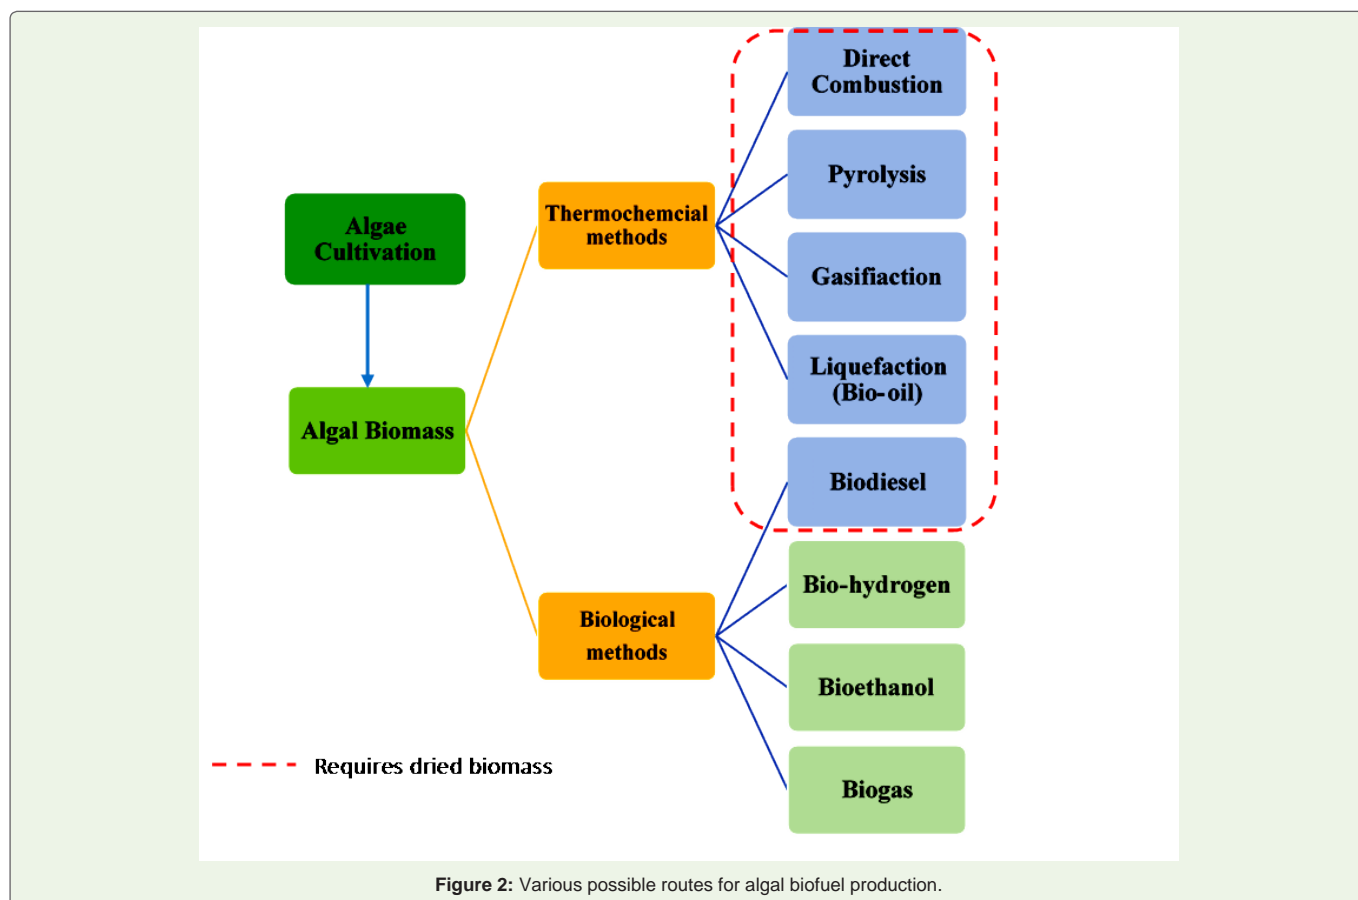 Direct
Combustion
Pyrolysis
Algae
Cultivation
Thermochemcial
methods
Gasifiaction
Liquefaction
(Bio-oil)
Algal Biomass
Biodiesel
Bio-hydrogen
Biological
methods
Bioethanol
Biogas
Requires dried biomass
Figure 2: Various possible routes for algal biofuel production.